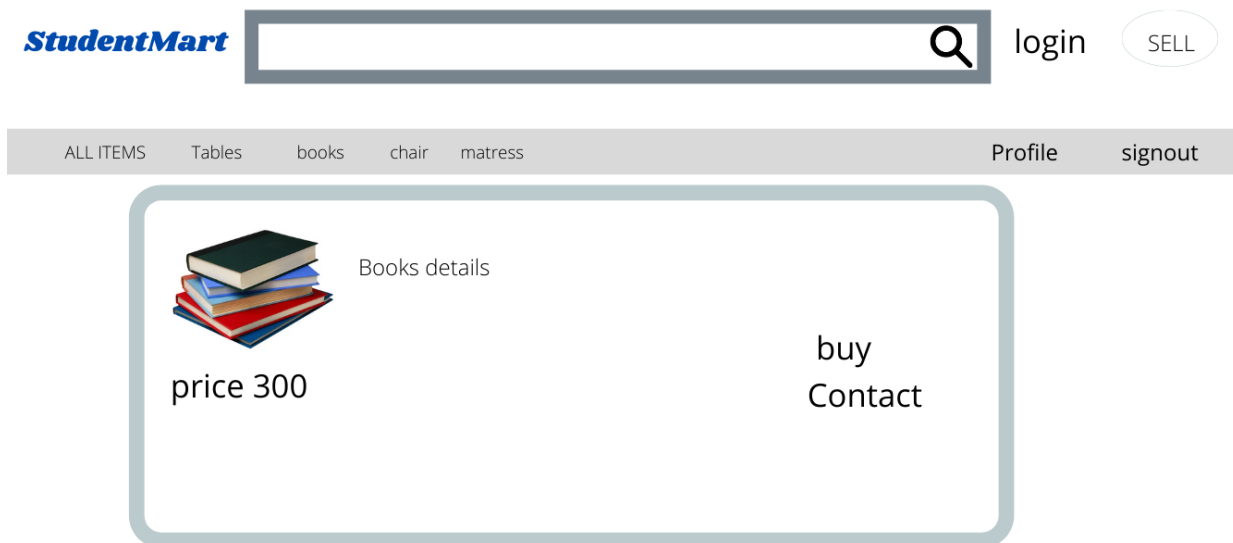 StudentMart login SELL
ALL ITEMS Tables books chair matress Profile signout
Books details
buy
price 300
Contact